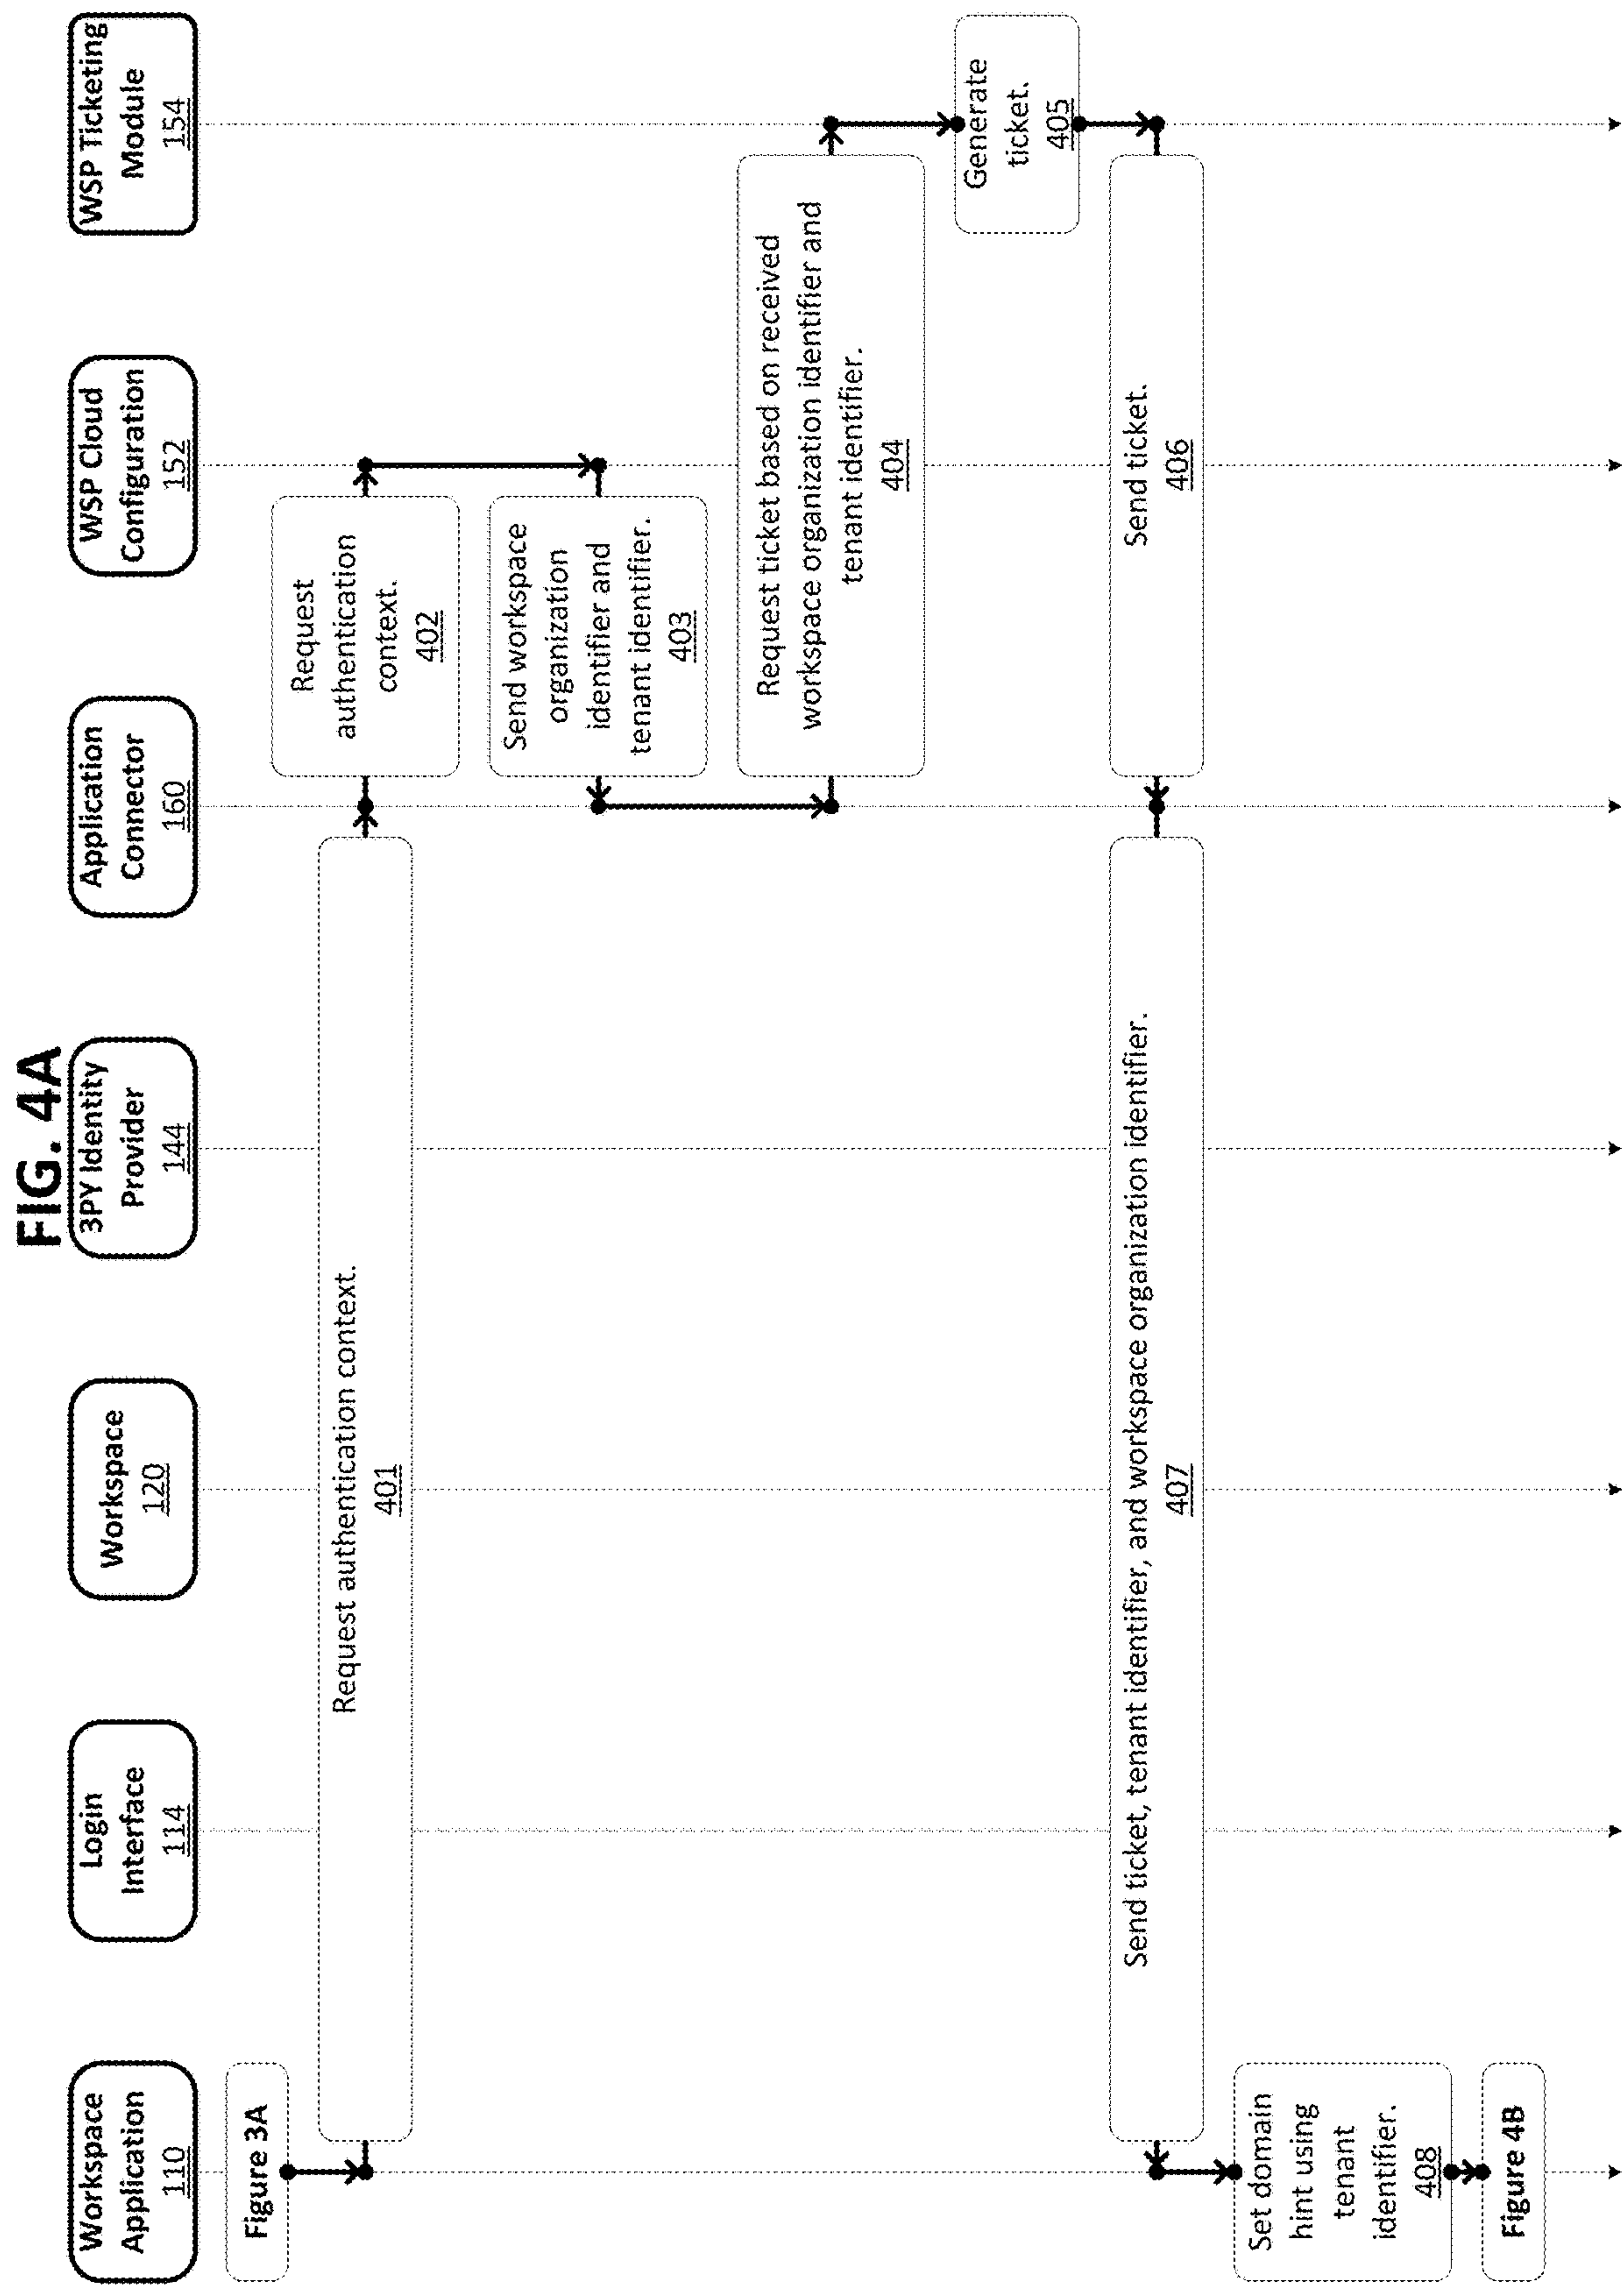 FIG. 4A
Workspace
Application
110
Login
Interface
114
Workspace
120
3PY Identity
Provider
144
Application
Connector
160
WSP Cloud
Configuration
152
WSP Ticketing
Module
154
Figure 3A
Request authentication context.
401
Request
authentication
context.
402
Send workspace
organization
identifier and
tenant identifier.
403
Request ticket based on received
workspace organization identifier and
tenant identifier.
404
Generate
ticket.
405
Send ticket.
406
Send ticket, tenant identifier, and workspace organization identifier.
407
Set domain
hint using
tenant
identifier.
408
Figure 4B